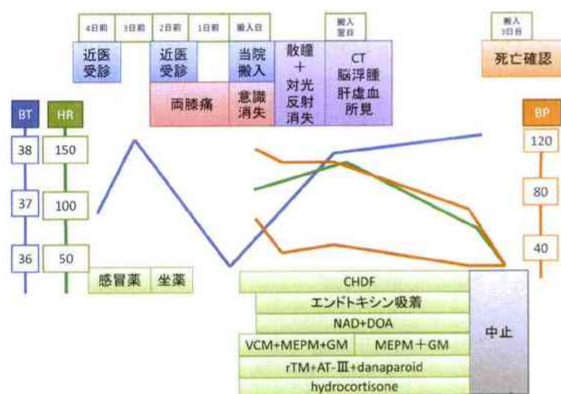 4日前 3日前 2日前 1日前 搬入日 搬入翌日 搬入3日目
近医受診
近医受診
当院搬入
散瞳+対光反射消失
CT
脳浮腫
肝虚血
所見
死亡確認
両膝痛
意識消失
BT HR BP
38 150 120
37 100 80
36 50 40
感冒薬 坐薬
CHDF
エンドトキシン吸着
NAD+DOA
VCM+MEPM+GM MEPM+GM
rTM+AT-Ⅲ+danaparoid
hydrocortisone
中止